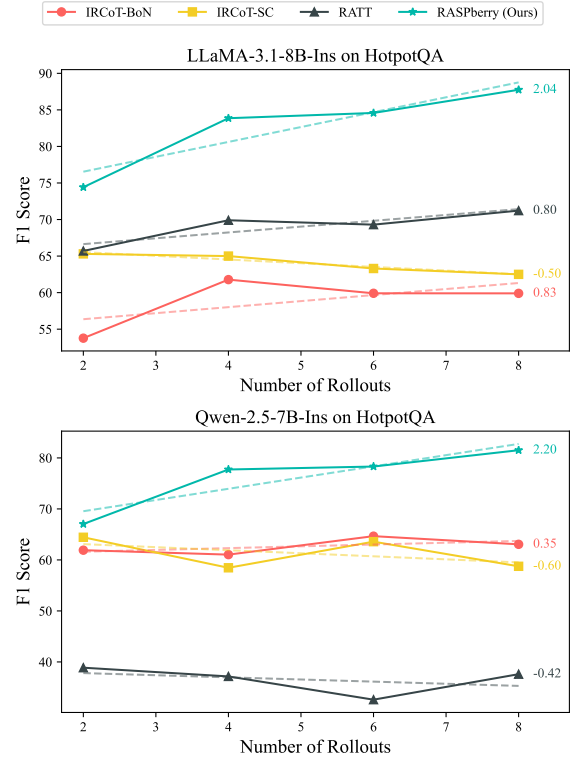 IRCoT-BoN IRCoT-SC RATT RASPberry (Ours)
LLaMA-3.1-8B-Ins on HotpotQA
90
85
80
75
70
65
60
55
F1 Score
2.04
0.80
-0.50
0.83
2 3 4 5 6 7 8
Number of Rollouts
Qwen-2.5-7B-Ins on HotpotQA
80
70
60
50
40
F1 Score
2.20
0.35
-0.60
-0.42
2 3 4 5 6 7 8
Number of Rollouts